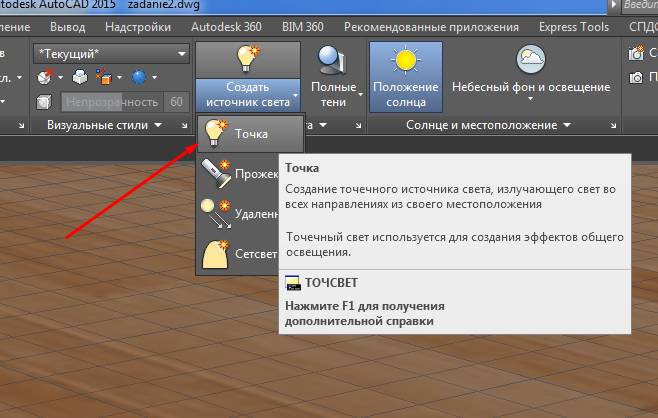 utodesk AutoCAD 2015 zadanie2.dwg
Введит
ление Вывод Надстройки Autodesk 360 BIM 360 Рекомендованные приложения Express Tools СПДС
*Текущий*
Непрозрачность 60
Визуальные стили
Создать
источник света
Полные
тени
Положение
солнца
Небесный фон и освещение
Солнце и местоположение
Точка
Прожек
Удаленн
Сетсвет
Точка
Создание точечного источника света, излучающего свет во
всех направлениях из своего местоположения
Точечный свет используется для создания эффектов общего
освещения.
ТОЧСВЕТ
Нажмите F1 для получения
дополнительной справки